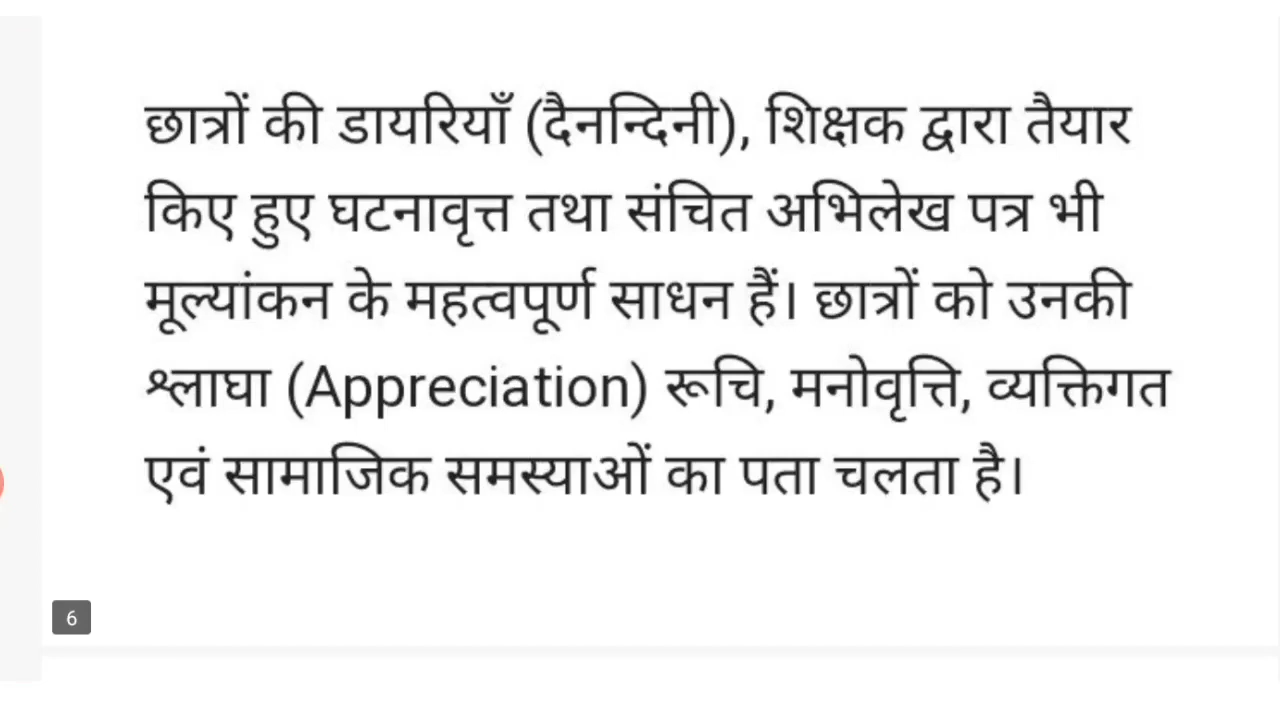 छात्रों की डायरियाँ (दैनन्दिनी), शिक्षक द्वारा तैयार
किए हुए घटनावृत्त तथा संचित अभिलेख पत्र भी
मूल्यांकन के महत्वपूर्ण साधन हैं। छात्रों को उनकी
श्लाघा (Appreciation) रूचि, मनोवृत्ति, व्यक्तिगत
एवं सामाजिक समस्याओं का पता चलता है।
6